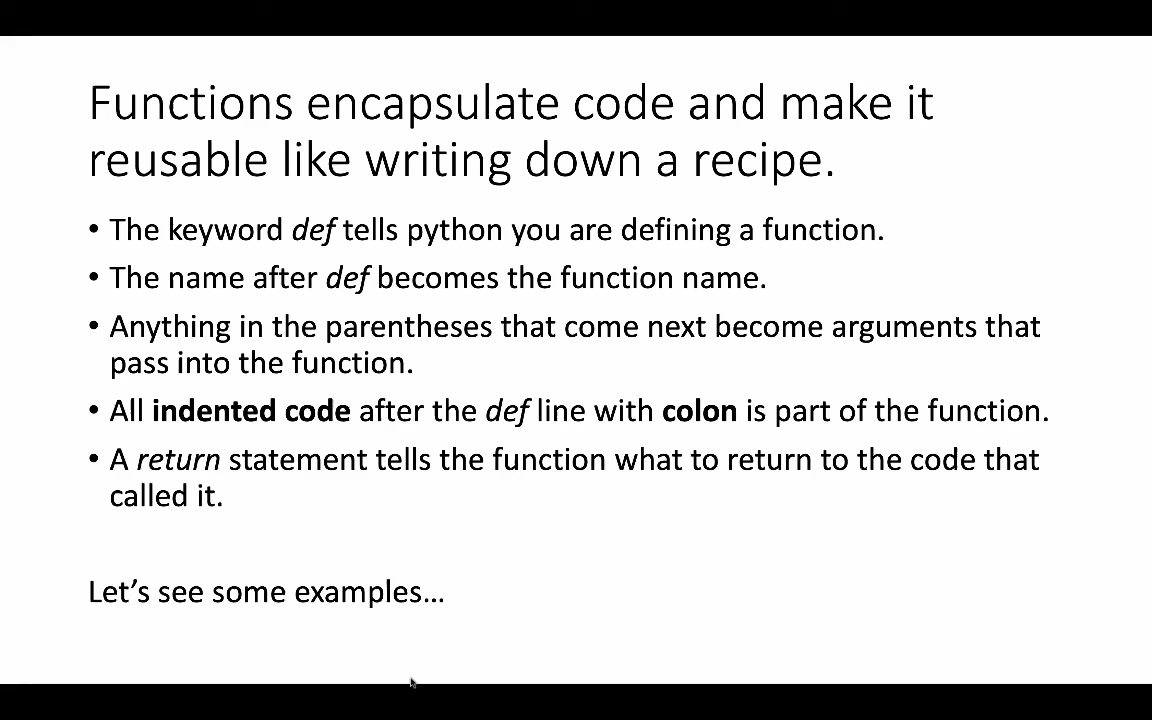 Functions encapsulate code and make it
reusable like writing down a recipe.
• The keyword def tells python you are defining a function.
• The name after def becomes the function name.
• Anything in the parentheses that come next become arguments that
pass into the function.
• All indented code after the def line with colon is part of the function.
• A return statement tells the function what to return to the code that
called it.
Let’s see some examples…